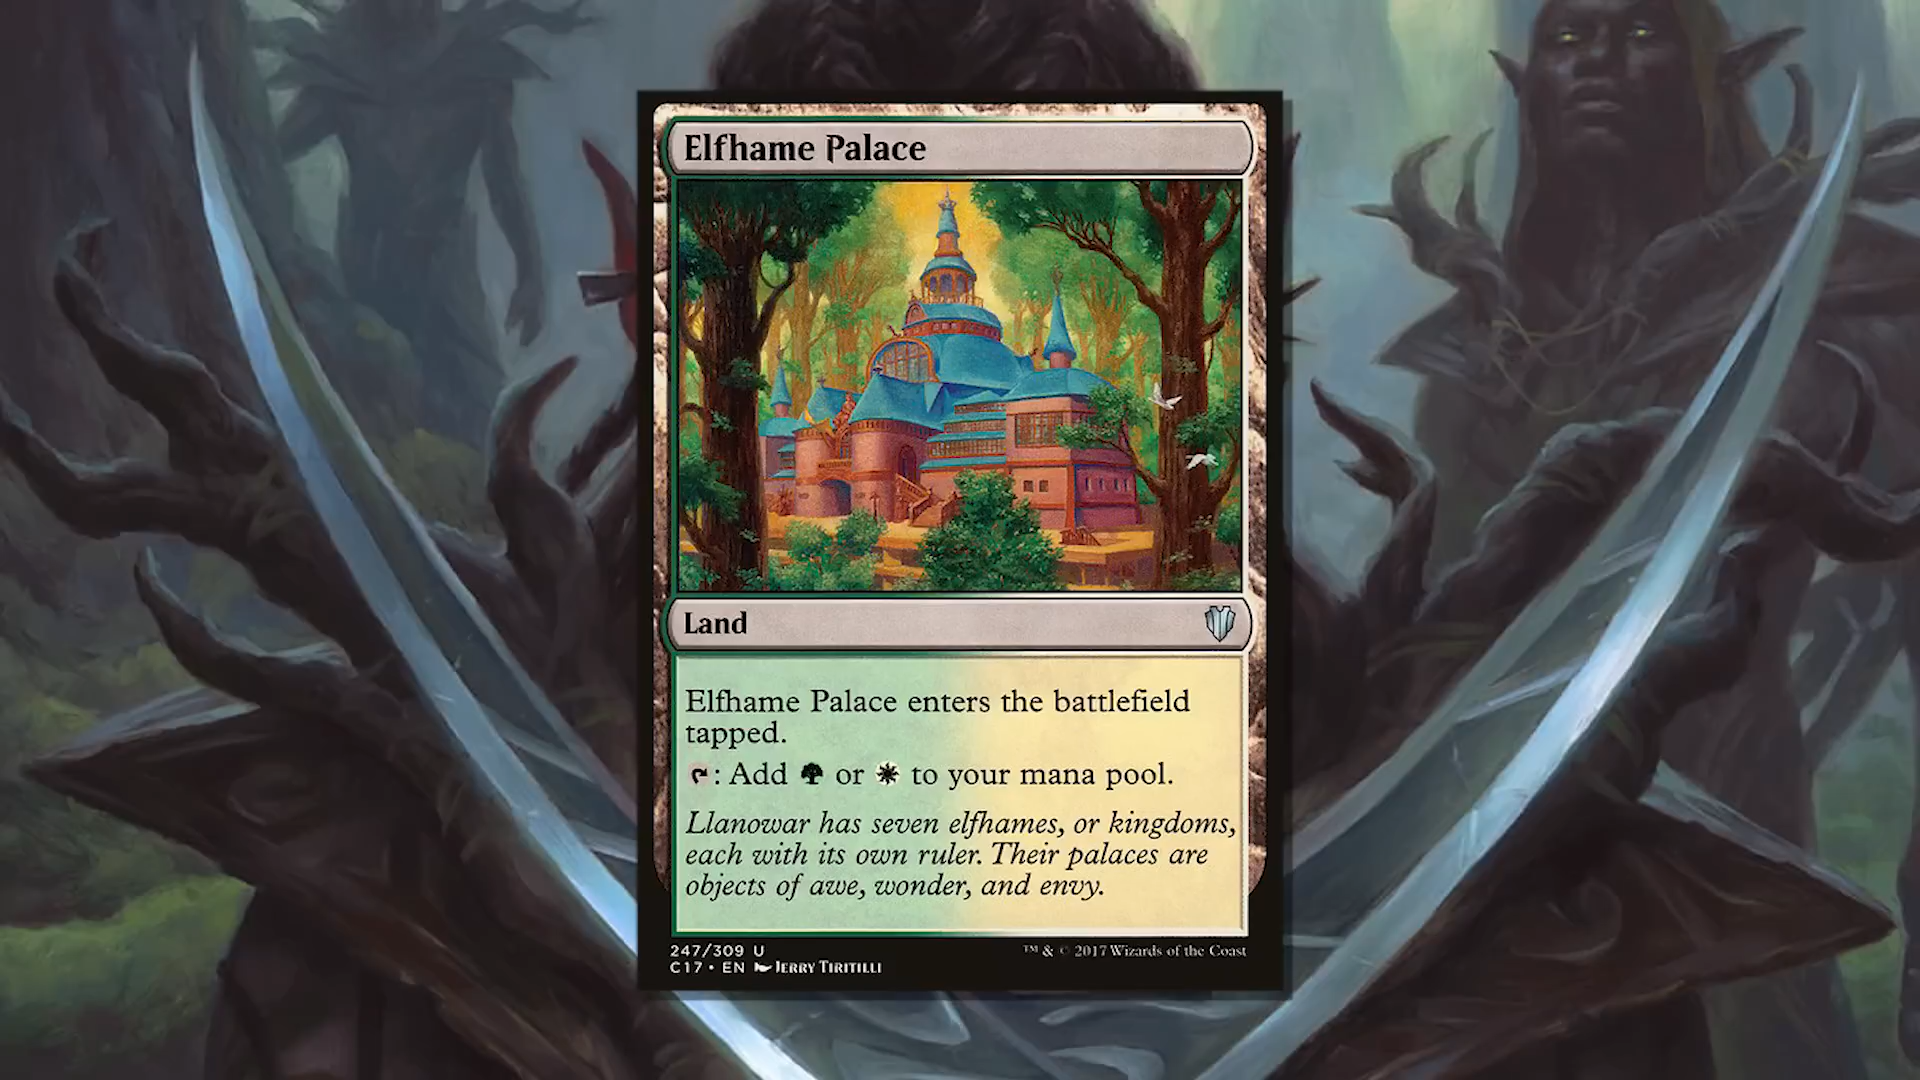 Elfhame Palace
Land
Elfhame Palace enters the battlefield
tapped.
: Add or to your mana pool.
Llanowar has seven elfhames, or kingdoms,
each with its own ruler. Their palaces are
objects of awe, wonder, and envy.
247/309 U
™ & © 2017 Wizards of the Coast
C17 • EN Jerry Tiritilli